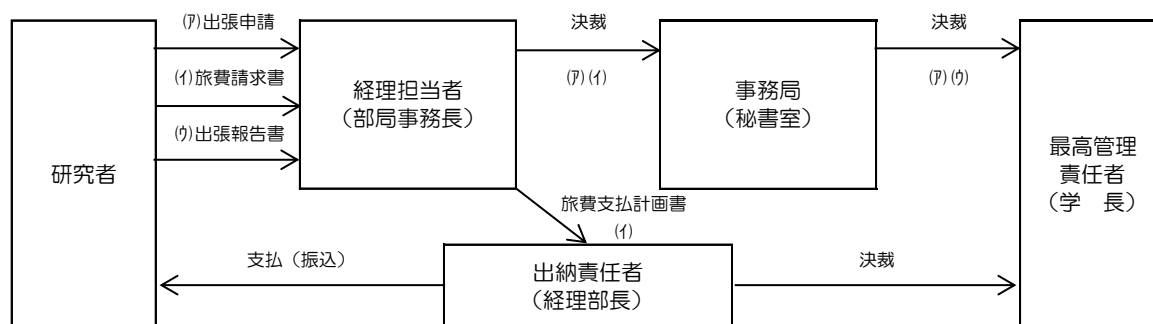 (ｱ)出張申請
(ｲ)旅費請求書
(ｳ)出張報告書
研究者
経理担当者
（部局事務長）
決裁
(ｱ)(ｲ)
事務局
（秘書室）
決裁
(ｱ)(ｳ)
最高管理
責任者
（学　長）
旅費支払計画書
(ｲ)
支払（振込）
出納責任者
（経理部長）
決裁